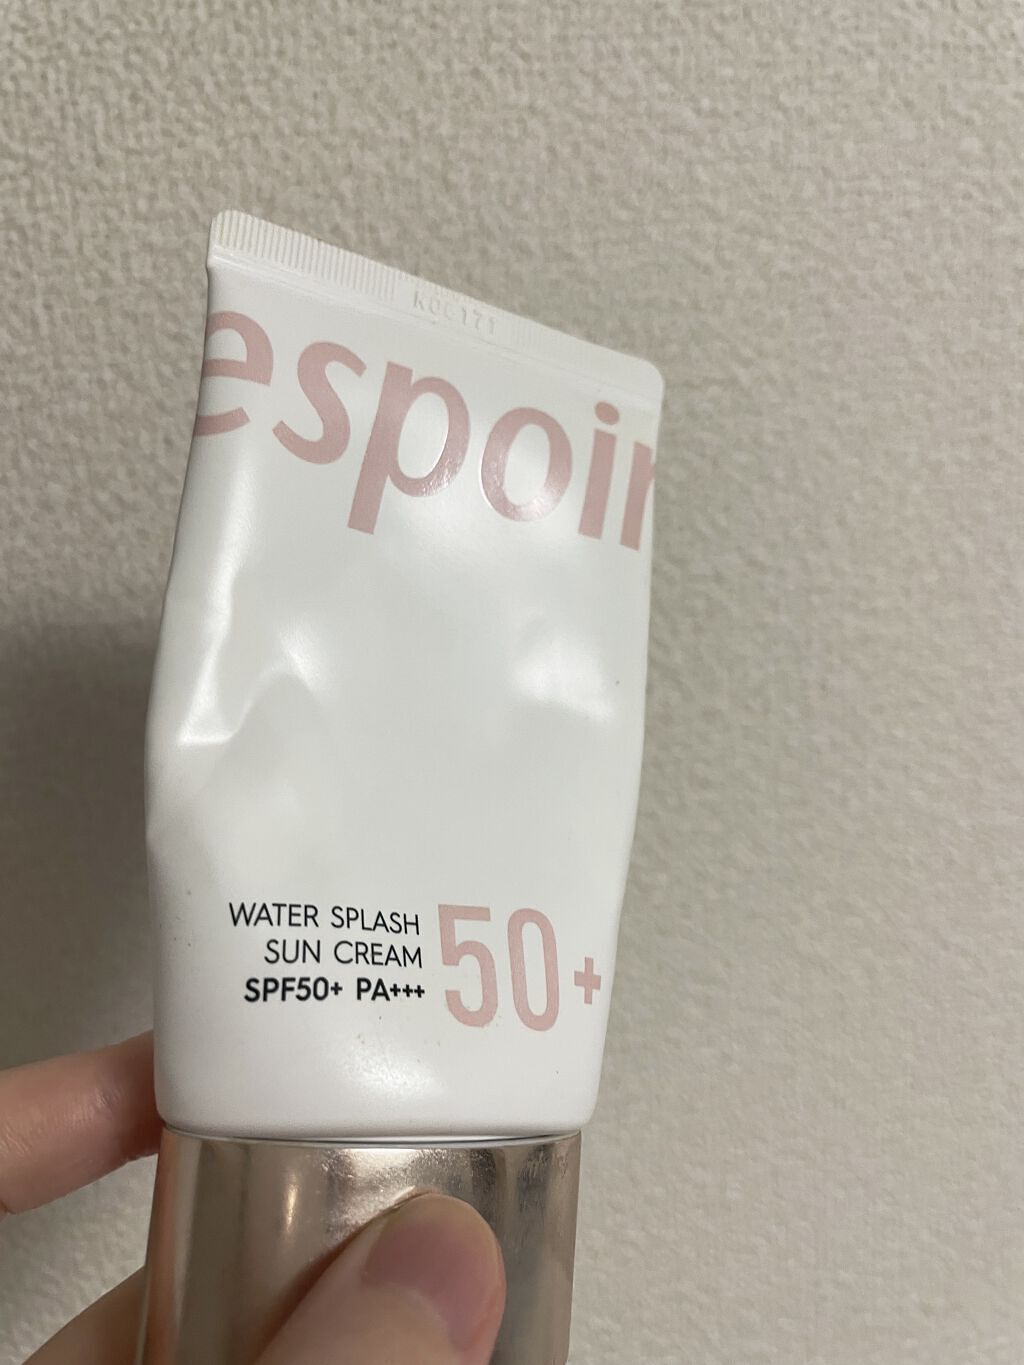 espoir
WATER SPLASH
SUN CREAM
SPF50+ PA+++
50+